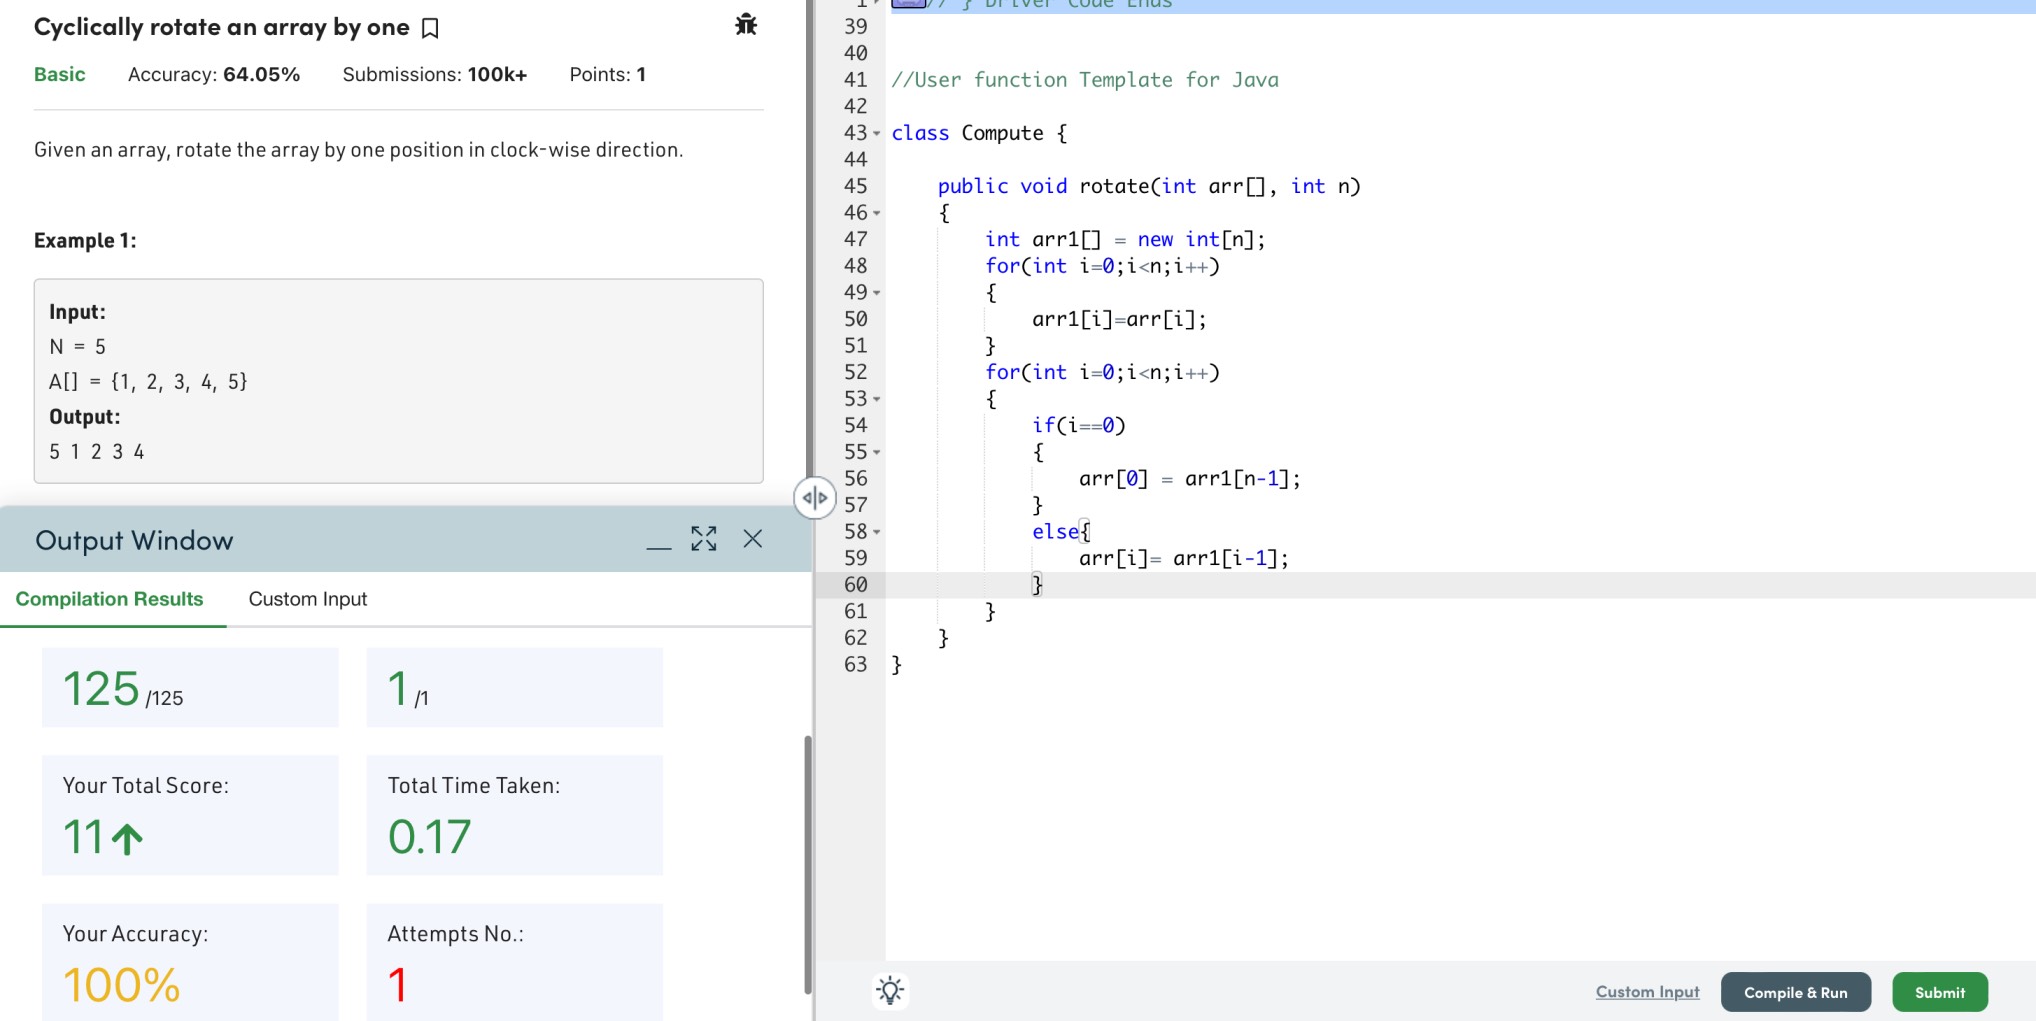 Cyclically rotate an array by one
Basic Accuracy: 64.05% Submissions: 100k+ Points: 1
Given an array, rotate the array by one position in clock-wise direction.
Example 1:
Input:
N = 5
A[] = {1, 2, 3, 4, 5}
Output:
5 1 2 3 4
Output Window
Compilation Results Custom Input
125 /125 1 /1
Your Total Score: Total Time Taken:
11 0.17
Your Accuracy: Attempts No.:
100% 1
1 // } Driver Code Ends
39
40
41 //User function Template for Java
42
43 class Compute {
44
45 public void rotate(int arr[], int n)
46 {
47 int arr1[] = new int[n];
48 for(int i=0;i<n;i++)
49 {
50 arr1[i]=arr[i];
51 }
52 for(int i=0;i<n;i++)
53 {
54 if(i==0)
55 {
56 arr[0] = arr1[n-1];
57 }
58 else{
59 arr[i]= arr1[i-1];
60 }
61 }
62 }
63 }
Custom Input Compile & Run Submit